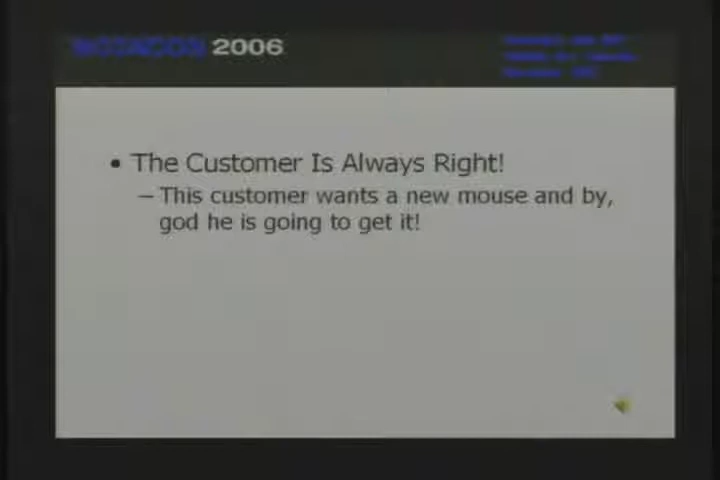 NOTACON 2006
• The Customer Is Always Right!
– This customer wants a new mouse and by,
god he is going to get it!